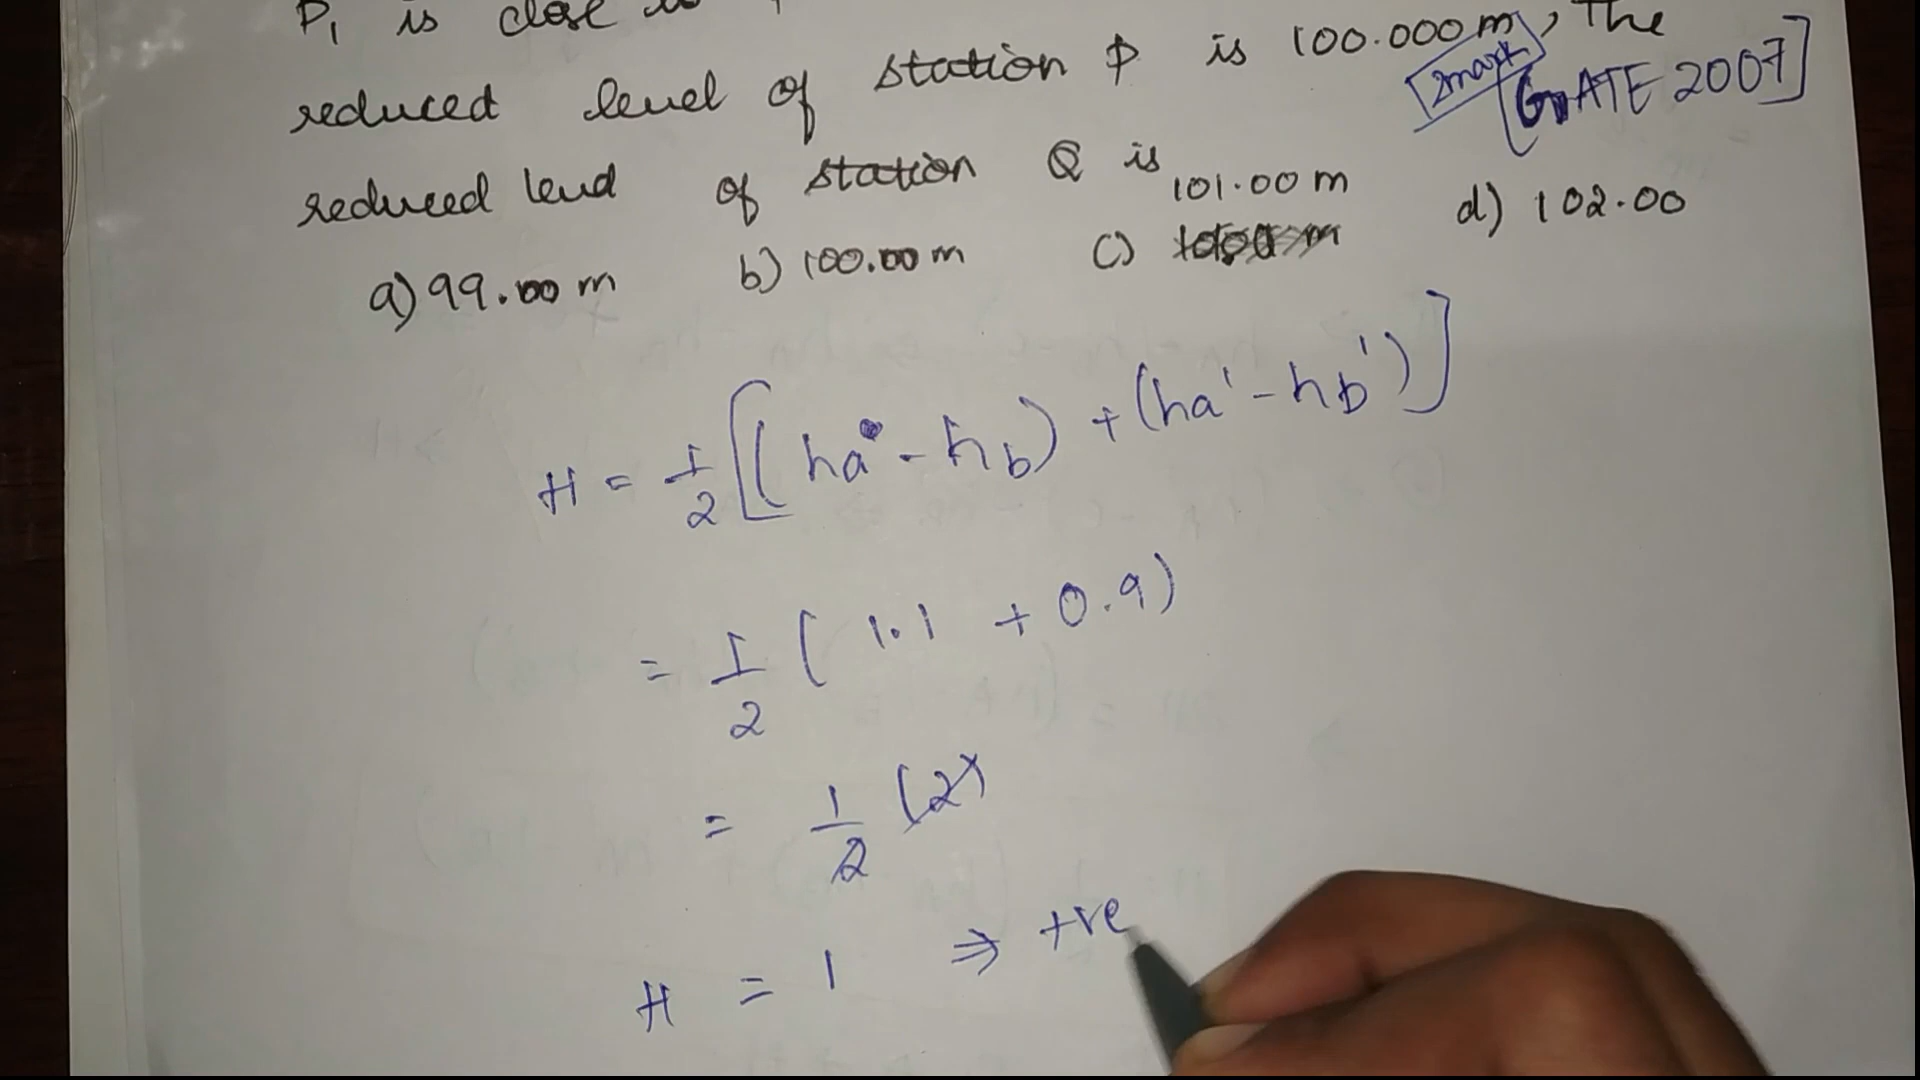 P₁ is close to
reduced level of station P is 100.000 m, The
[2mark [GATE 2007]
reduced level of station Q is
a) 99.00 m b) 100.00 m c) 101.00 m d) 102.00
H = 1/2 [(ha - hb) + (ha' - hb')]
= 1/2 (1.1 + 0.9)
= 1/2 (2)
H = 1 ⇒ +ve